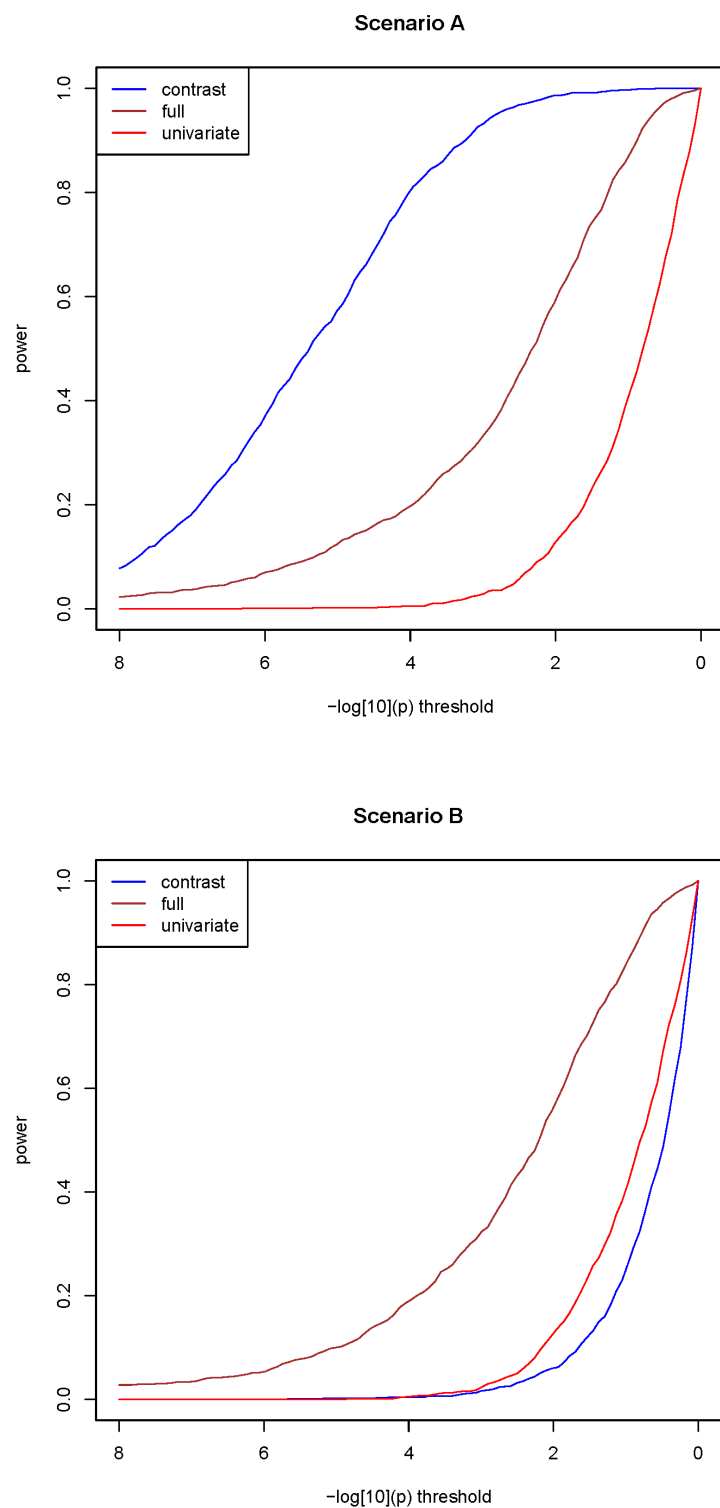 Scenario A
contrast
full
univariate
1.0
0.8
0.6
0.4
0.2
0.0
power
8 6 4 2 0
−log[10](p) threshold
Scenario B
contrast
full
univariate
1.0
0.8
0.6
0.4
0.2
0.0
power
8 6 4 2 0
−log[10](p) threshold